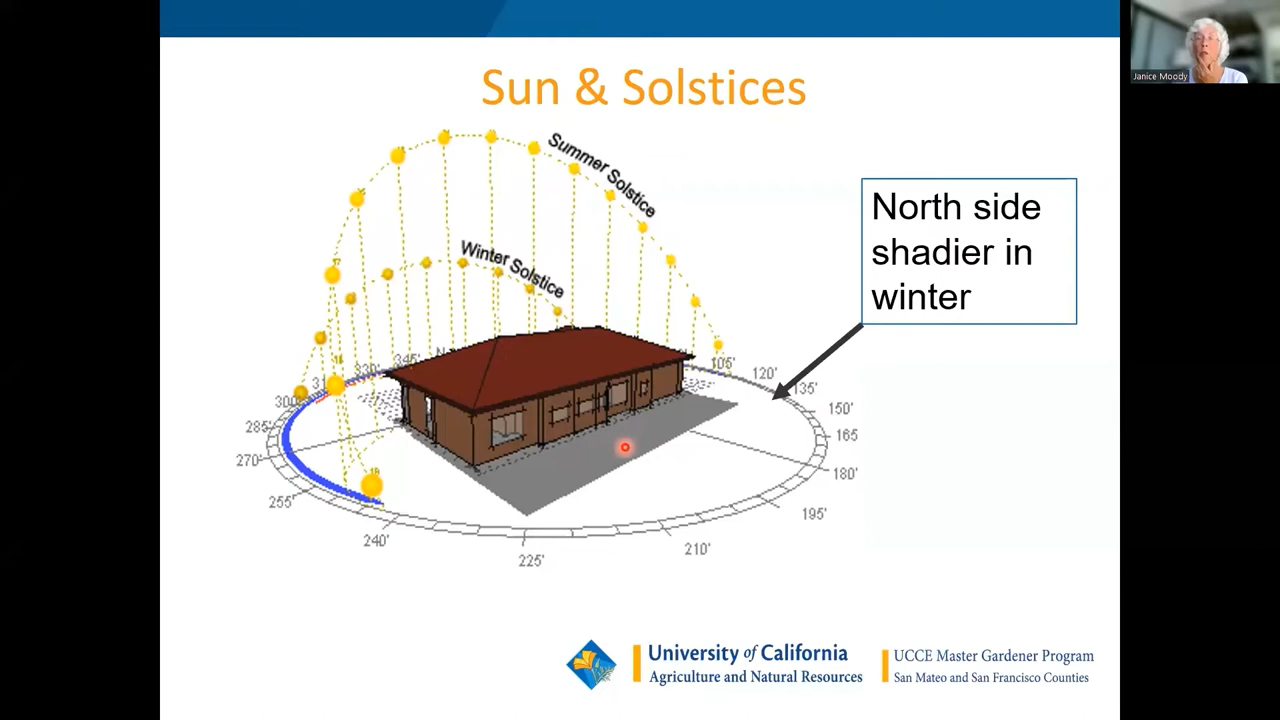 Sun & Solstices
Janice Moody
Summer Solstice
Winter Solstice
North side
shadier in
winter
345'
N
330'
300'
285'
270'
255'
240'
225'
210'
195'
180'
165
150'
135'
120'
105'
University of California
Agriculture and Natural Resources
UCCE Master Gardener Program
San Mateo and San Francisco Counties